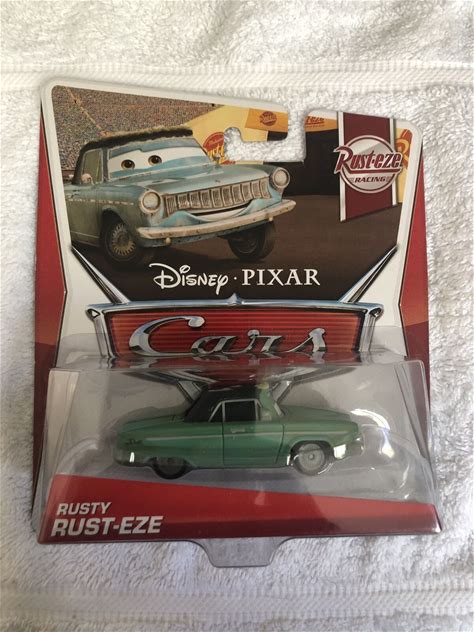 Rust-eze
RACING
DISNEY · PIXAR
Cars
RUSTY
RUST-EZE